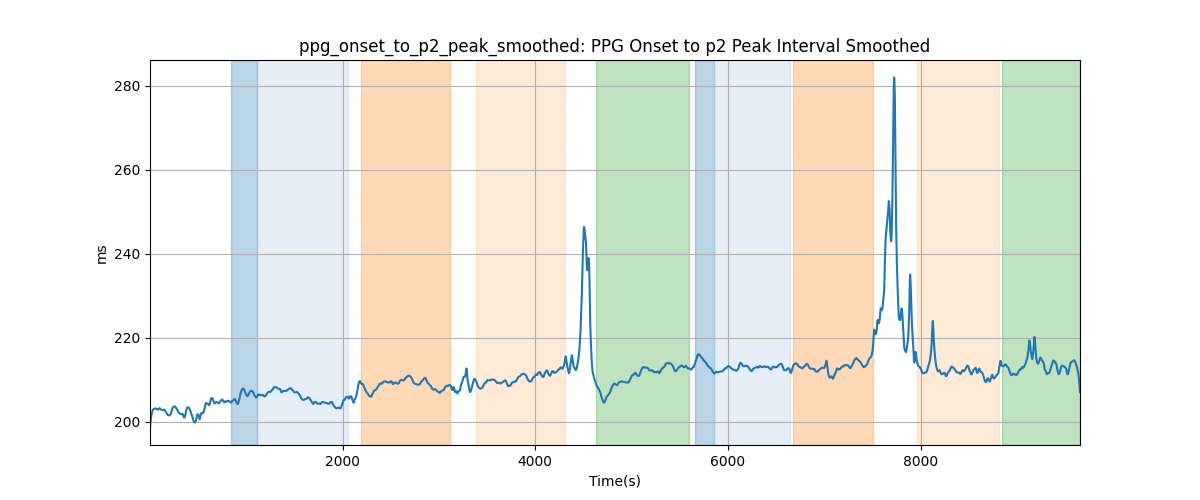 ppg_onset_to_p2_peak_smoothed: PPG Onset to p2 Peak Interval Smoothed
280
260
240
220
200
ms
2000 4000 6000 8000
Time(s)